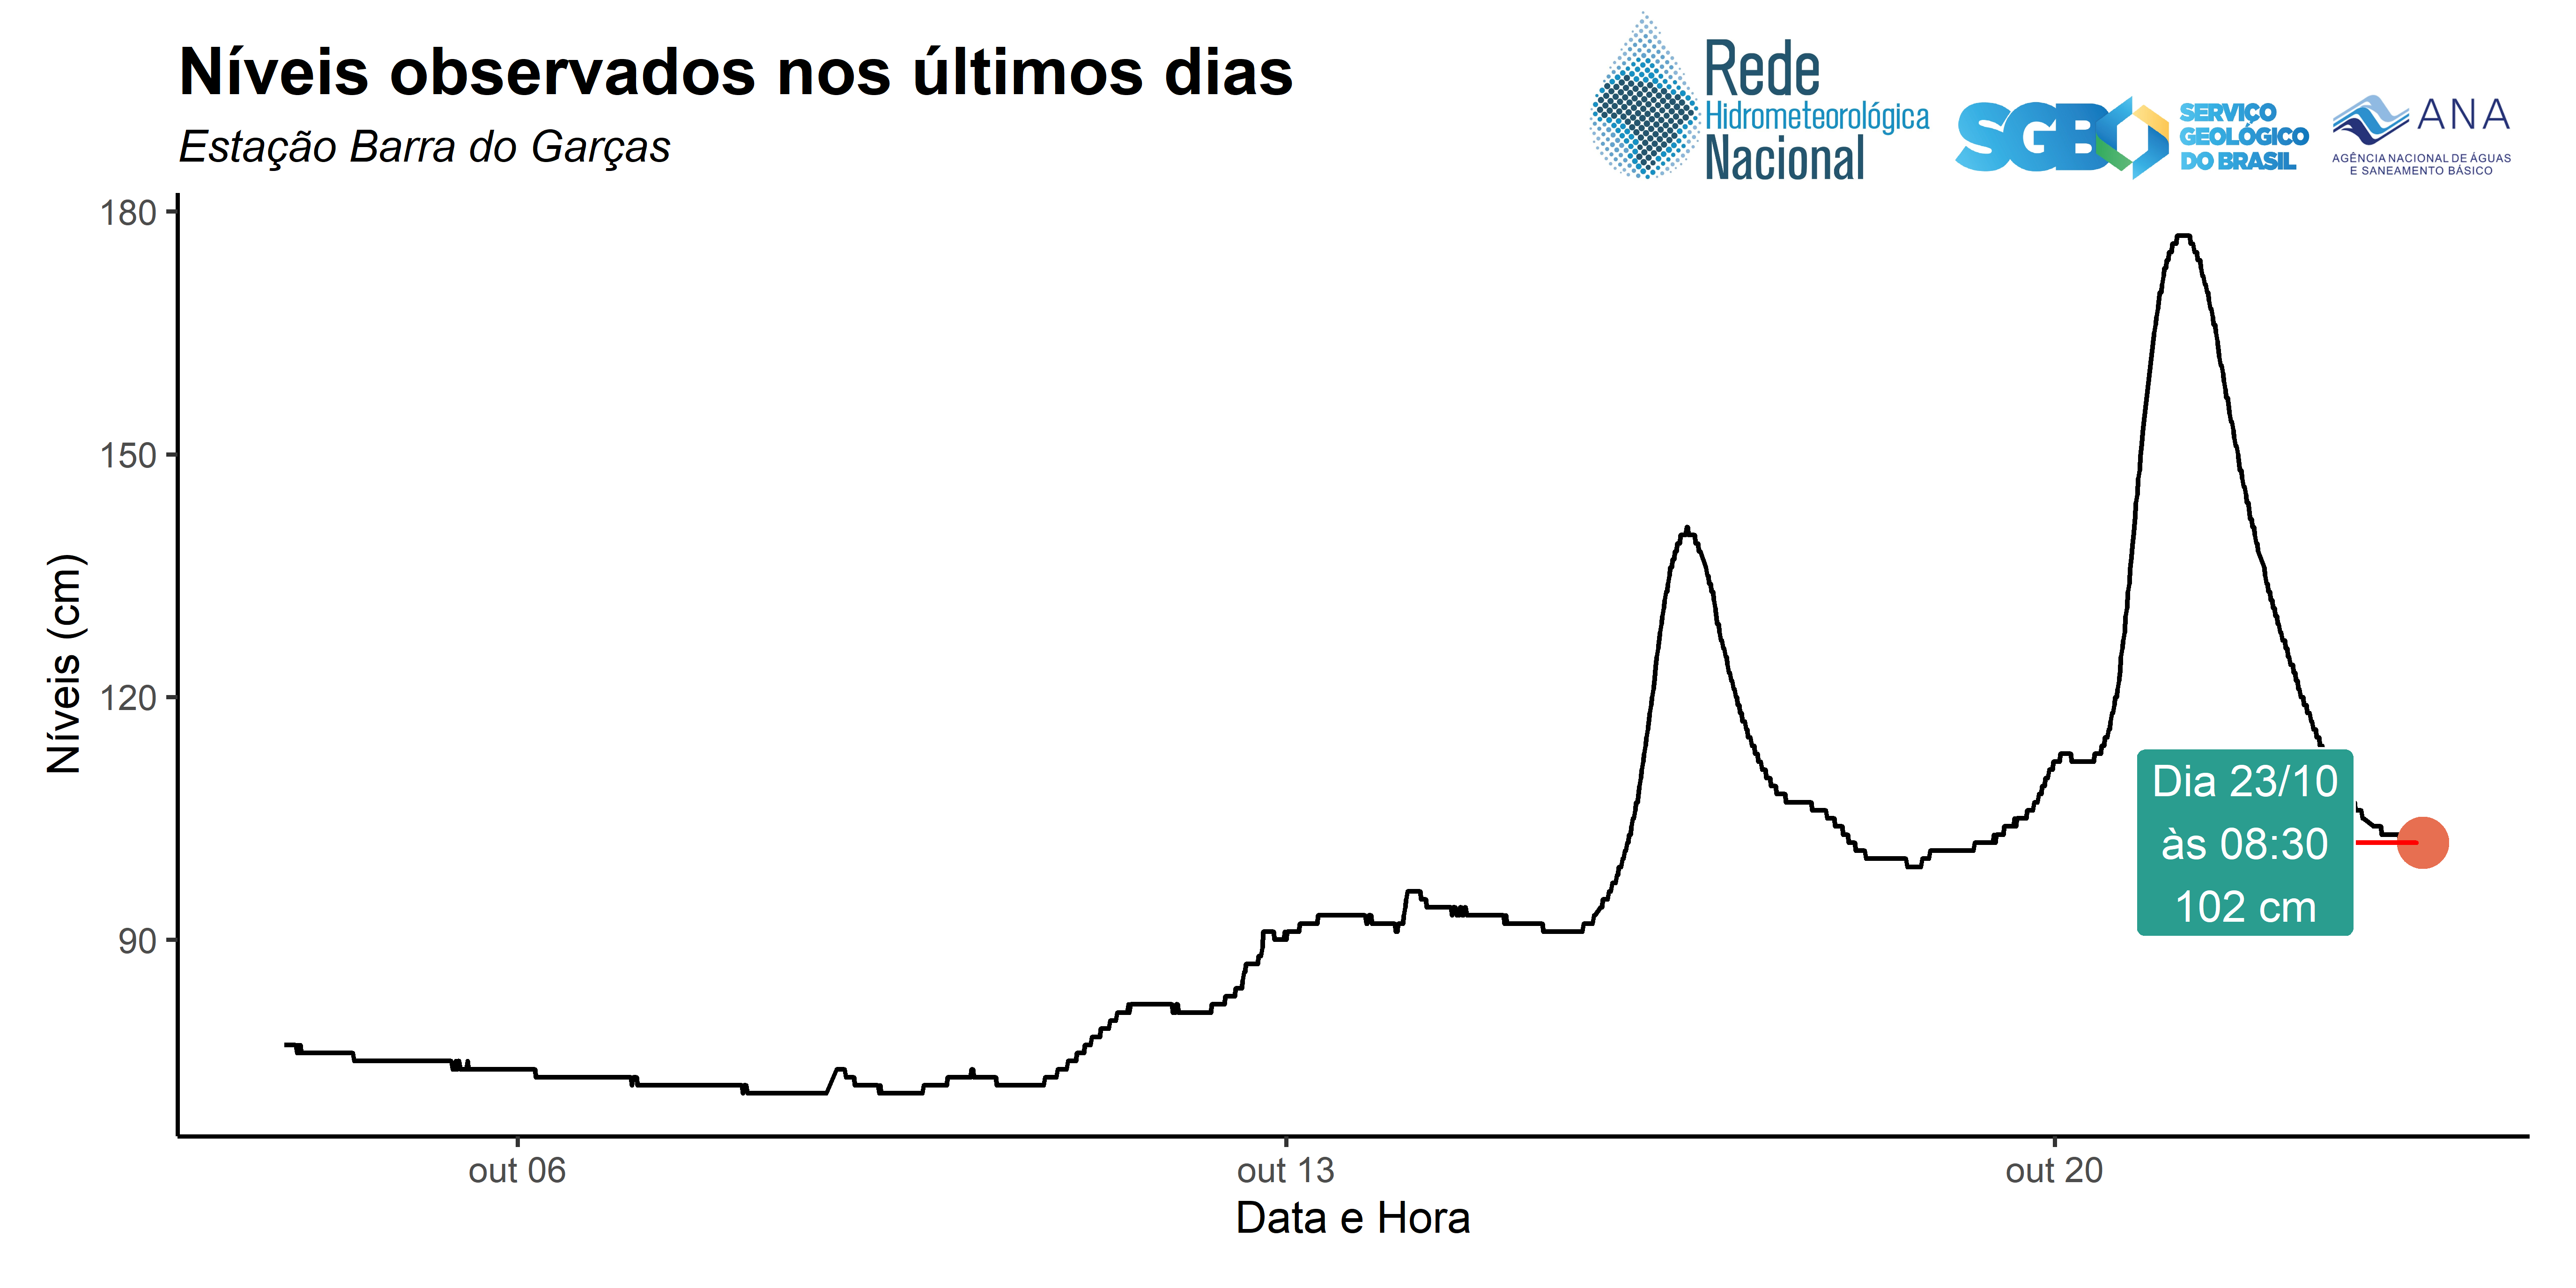 Níveis observados nos últimos dias
Estação Barra do Garças
Rede
Hidrometeorológica
Nacional
SGB
SERVIÇO
GEOLÓGICO
DO BRASIL
ANA
AGÊNCIA NACIONAL DE ÁGUAS
E SANEAMENTO BÁSICO
180
150
120
90
Níveis (cm)
Dia 23/10
às 08:30
102 cm
out 06
out 13
out 20
Data e Hora